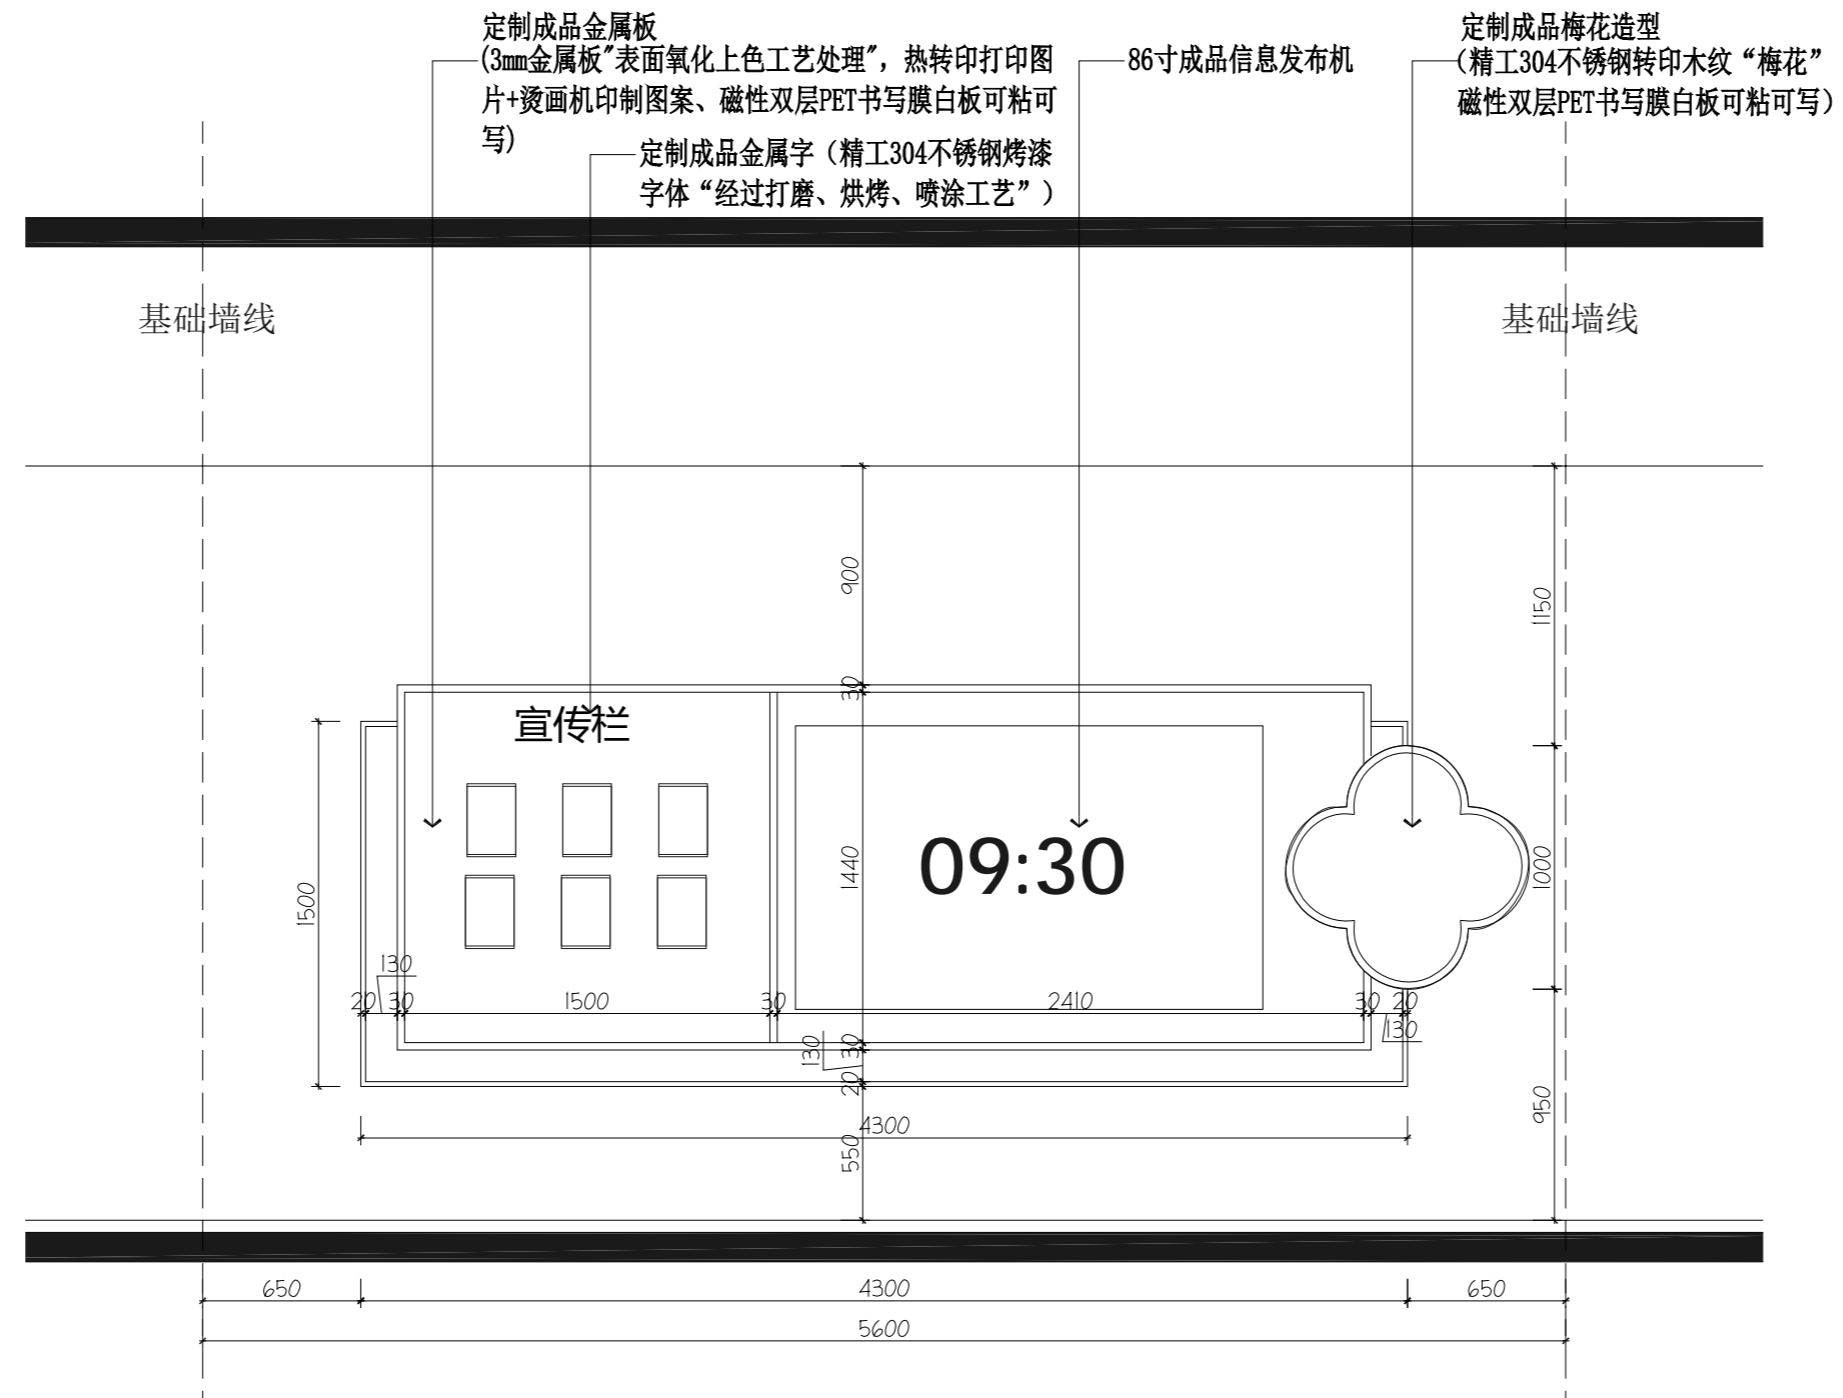 定制成品金属板
(3mm金属板"表面氧化上色工艺处理"，热转印打印图
片+烫画机印制图案、磁性双层PET书写膜白板可粘可
写)
定制成品金属字（精工304不锈钢烤漆
字体“经过打磨、烘烤、喷涂工艺”）
86寸成品信息发布机
定制成品梅花造型
（精工304不锈钢转印木纹“梅花”
磁性双层PET书写膜白板可粘可写）
基础墙线
基础墙线
900
1150
30
宣传栏
1500
1440
09:30
1000
130
20 30 1500 30 2410 30 20
130
130 30
20
4300
550
950
650 4300 650
5600